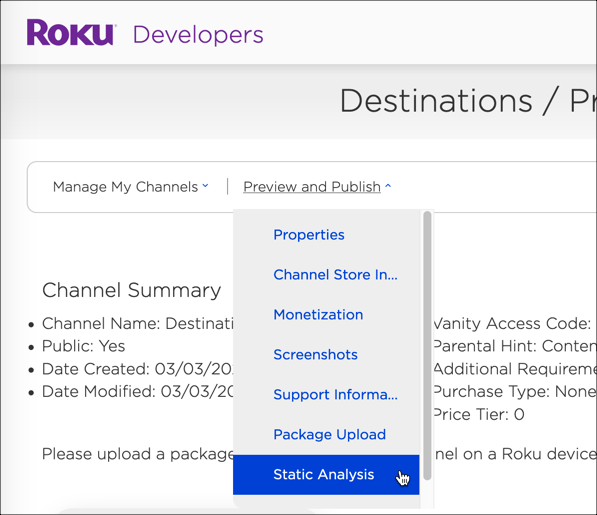 Roku Developers
Destinations / Pr
Manage My Channels | Preview and Publish
Properties
Channel Store In...
Monetization
Screenshots
Support Informa...
Package Upload
Static Analysis
Channel Summary
Channel Name: Destinati
Public: Yes
Date Created: 03/03/20
Date Modified: 03/03/20
Vanity Access Code:
Parental Hint: Conten
Additional Requireme
Purchase Type: None
Price Tier: 0
Please upload a package nel on a Roku device